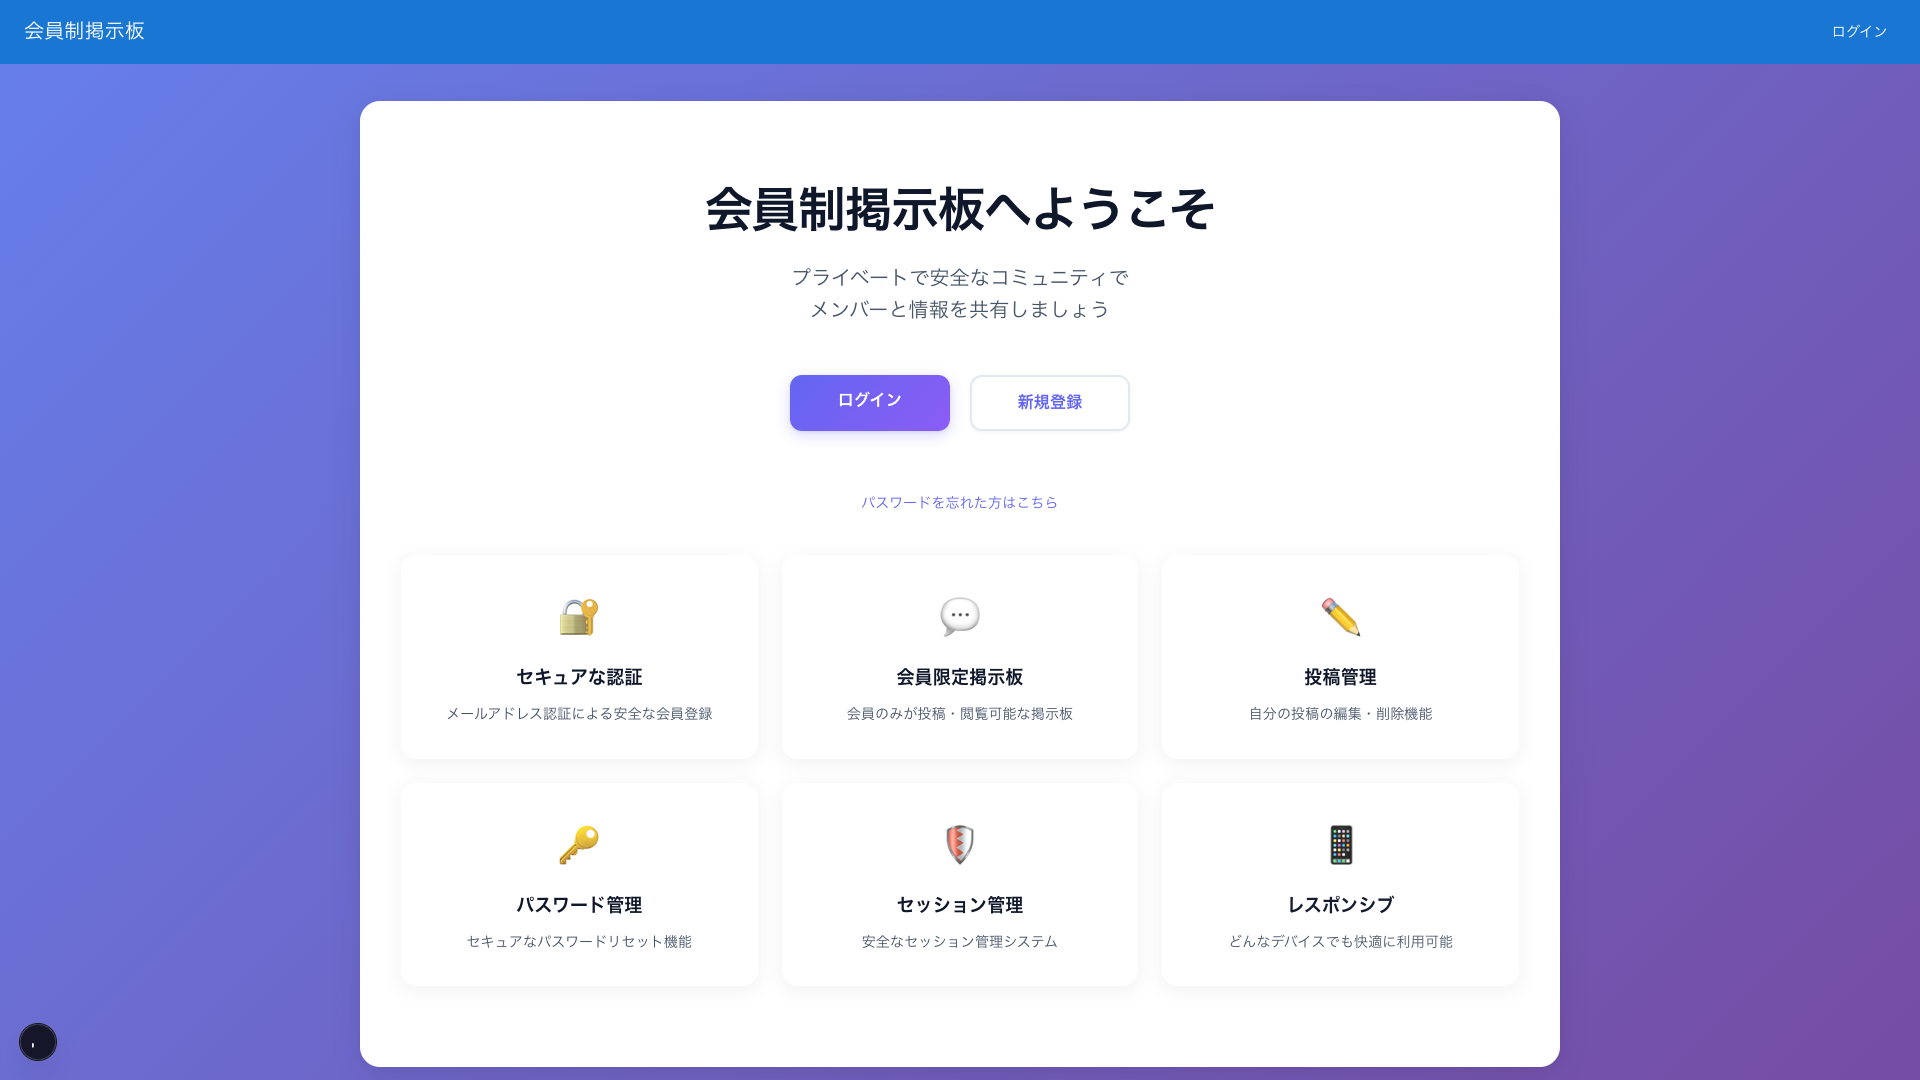 会員制掲示板
ログイン
会員制掲示板へようこそ
プライベートで安全なコミュニティで
メンバーと情報を共有しましょう
ログイン
新規登録
パスワードを忘れた方はこちら
セキュアな認証
メールアドレス認証による安全な会員登録
会員限定掲示板
会員のみが投稿・閲覧可能な掲示板
投稿管理
自分の投稿の編集・削除機能
パスワード管理
セキュアなパスワードリセット機能
セッション管理
安全なセッション管理システム
レスポンシブ
どんなデバイスでも快適に利用可能